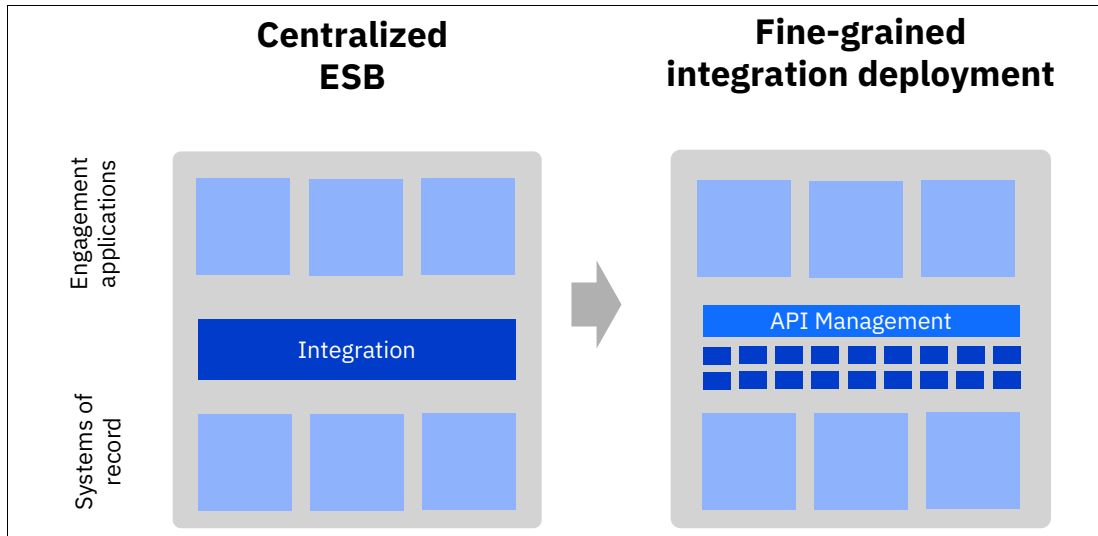 Centralized
ESB
Fine-grained
integration deployment
Engagement
applications
Integration
API Management
Systems of
record